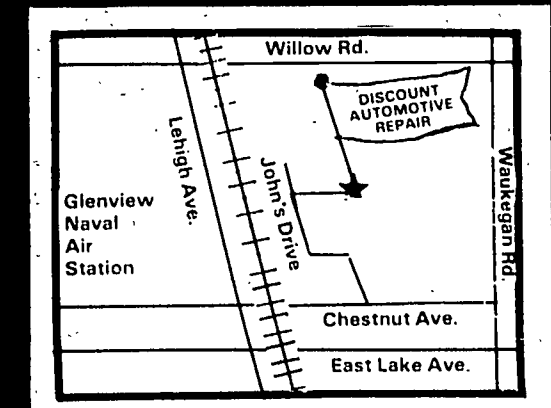 Willow Rd.
DISCOUNT
AUTOMOTIVE
REPAIR
Lehigh Ave.
John's Drive
Waukegan Rd.
Glenview
Naval
Air
Station
Chestnut Ave.
East Lake Ave.